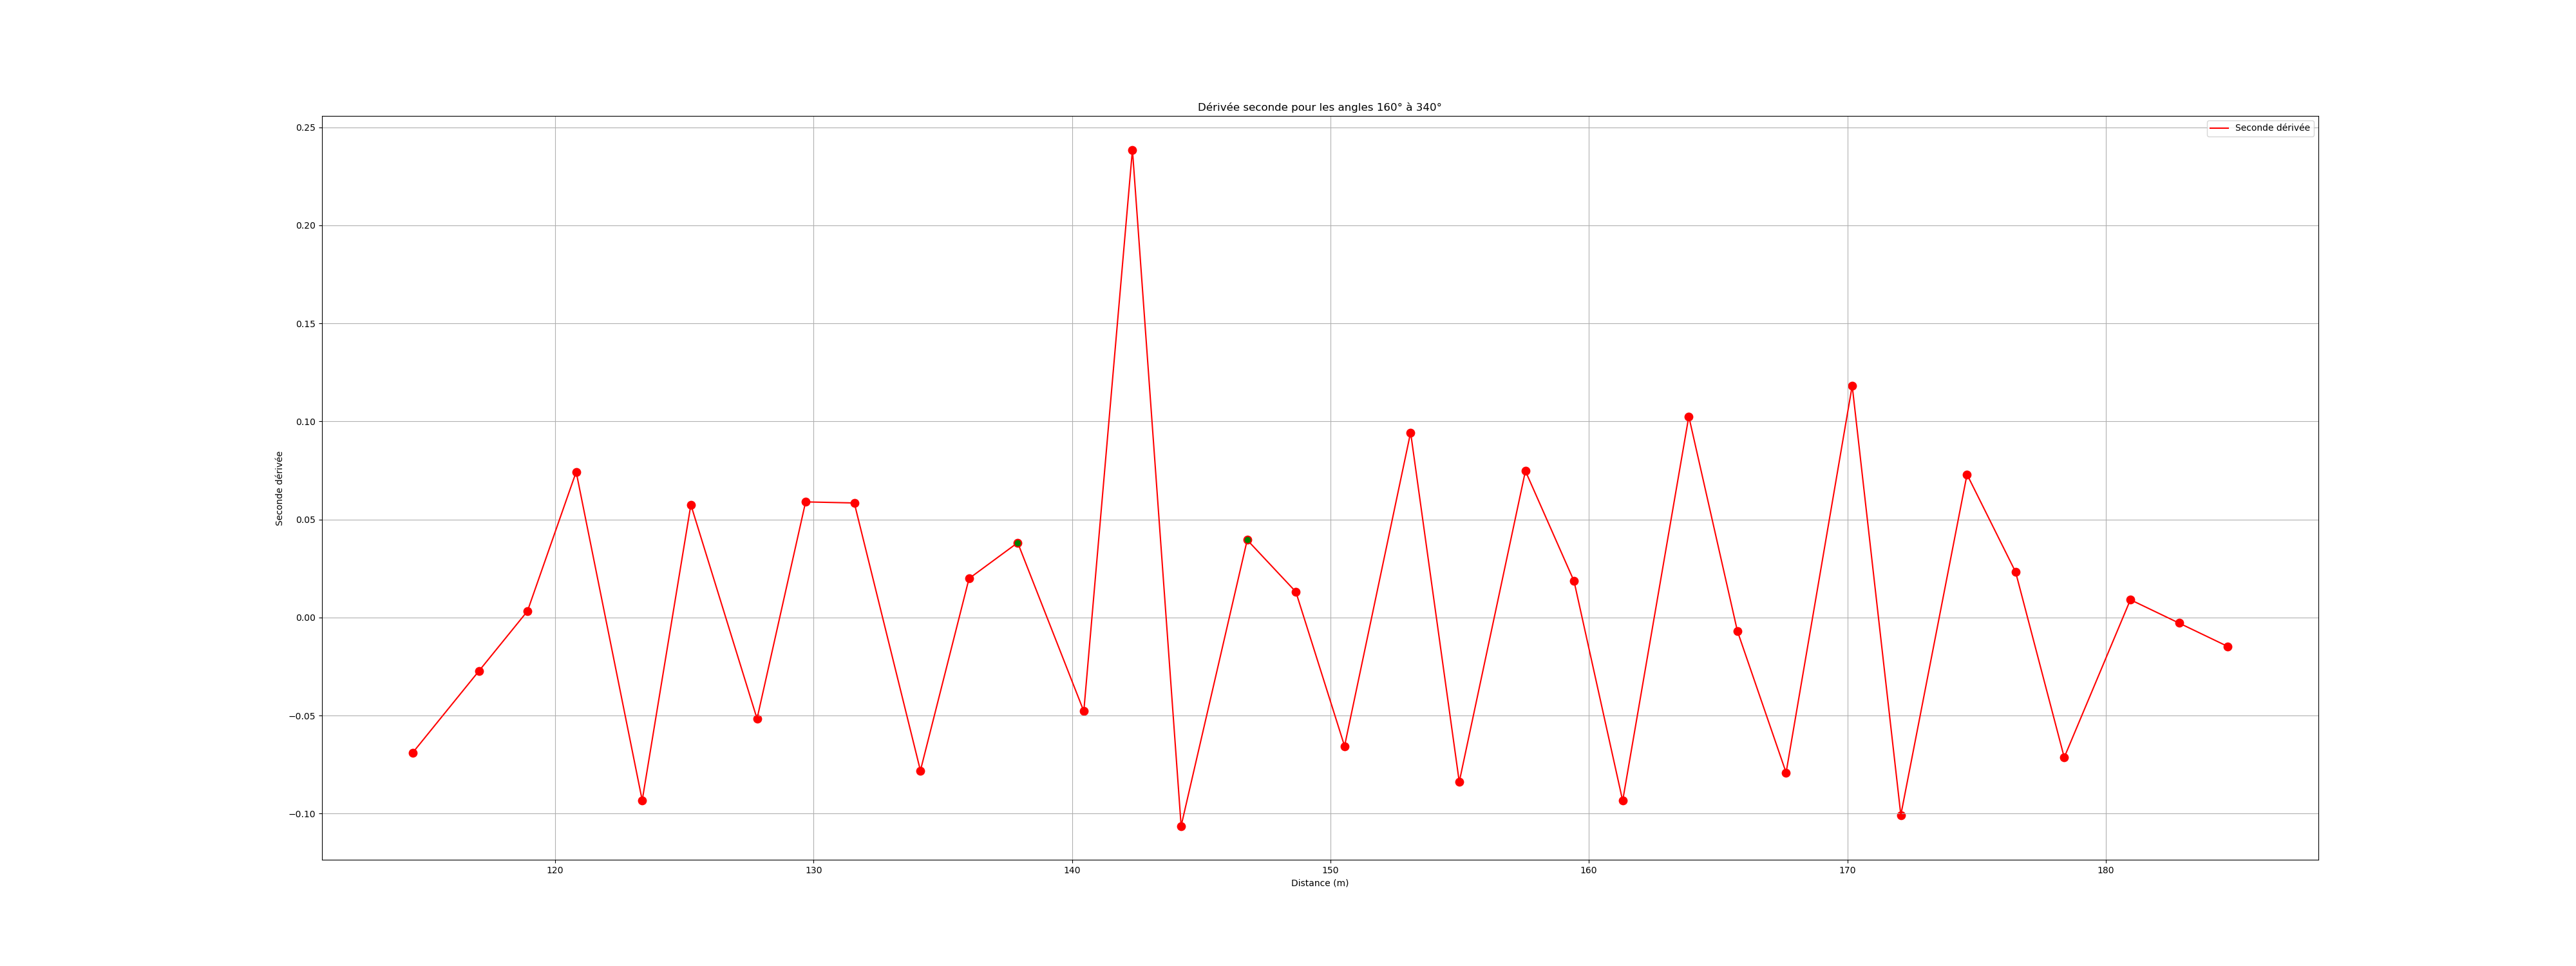 Dérivée seconde pour les angles 160° à 340°
Seconde dérivée
0.25
0.20
0.15
0.10
0.05
0.00
−0.05
−0.10
Seconde dérivée
120 130 140 150 160 170 180
Distance (m)